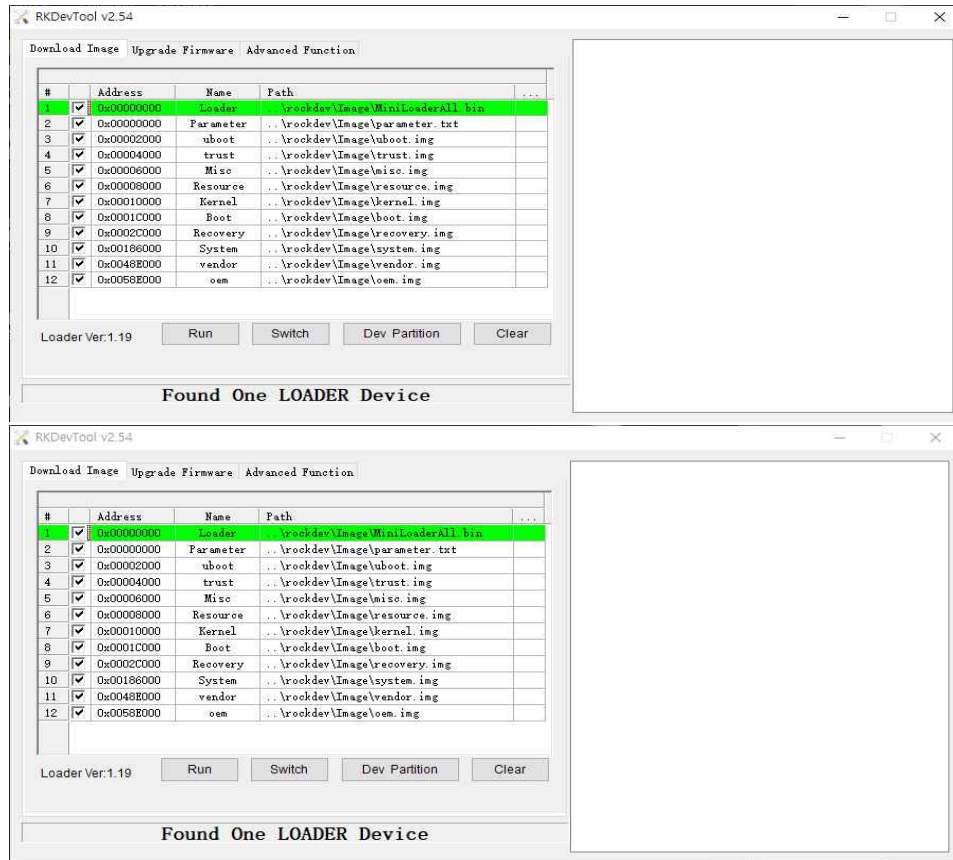 RKDevTool v2.54
Download Image Upgrade Firmware Advanced Function
# Address Name Path ...
1 0x00000000 Loader ..\rockdev\Image\MiniLoaderAll.bin
2 0x00000000 Parameter ..\rockdev\Image\parameter.txt
3 0x00002000 uboot ..\rockdev\Image\uboot.img
4 0x00004000 trust ..\rockdev\Image\trust.img
5 0x00006000 Misc ..\rockdev\Image\misc.img
6 0x00008000 Resource ..\rockdev\Image\resource.img
7 0x00010000 Kernel ..\rockdev\Image\kernel.img
8 0x0001C000 Boot ..\rockdev\Image\boot.img
9 0x0002C000 Recovery ..\rockdev\Image\recovery.img
10 0x00186000 System ..\rockdev\Image\system.img
11 0x0048E000 vendor ..\rockdev\Image\vendor.img
12 0x0058E000 oem ..\rockdev\Image\oem.img
Loader Ver:1.19 Run Switch Dev Partition Clear
Found One LOADER Device
RKDevTool v2.54
Download Image Upgrade Firmware Advanced Function
# Address Name Path ...
1 0x00000000 Loader ..\rockdev\Image\MiniLoaderAll.bin
2 0x00000000 Parameter ..\rockdev\Image\parameter.txt
3 0x00002000 uboot ..\rockdev\Image\uboot.img
4 0x00004000 trust ..\rockdev\Image\trust.img
5 0x00006000 Misc ..\rockdev\Image\misc.img
6 0x00008000 Resource ..\rockdev\Image\resource.img
7 0x00010000 Kernel ..\rockdev\Image\kernel.img
8 0x0001C000 Boot ..\rockdev\Image\boot.img
9 0x0002C000 Recovery ..\rockdev\Image\recovery.img
10 0x00186000 System ..\rockdev\Image\system.img
11 0x0048E000 vendor ..\rockdev\Image\vendor.img
12 0x0058E000 oem ..\rockdev\Image\oem.img
Loader Ver:1.19 Run Switch Dev Partition Clear
Found One LOADER Device